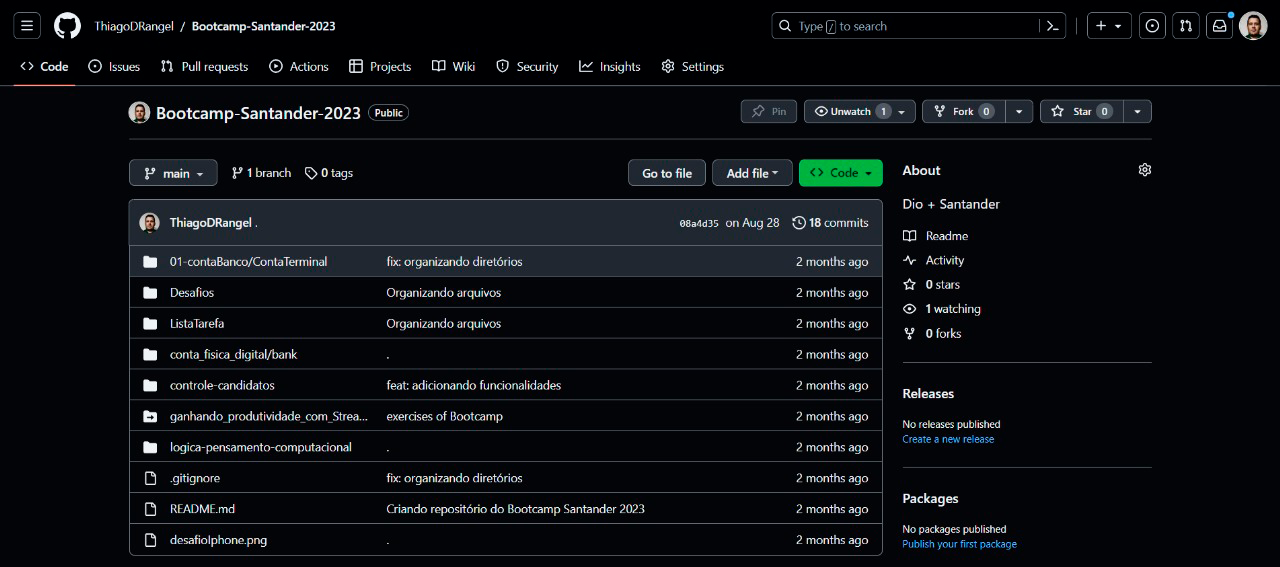 ThiagoDRangel / Bootcamp-Santander-2023 Type / to search
Code Issues Pull requests Actions Projects Wiki Security Insights Settings
Bootcamp-Santander-2023 Public Pin Unwatch 1 Fork 0 Star 0
main 1 branch 0 tags Go to file Add file Code
ThiagoDRangel . 08a4d35 on Aug 28 18 commits
01-contaBanco/ContaTerminal fix: organizando diretórios 2 months ago
Desafios Organizando arquivos 2 months ago
ListaTarefa Organizando arquivos 2 months ago
conta_fisica_digital/bank . 2 months ago
controle-candidatos feat: adicionando funcionalidades 2 months ago
ganhando_produtividade_com_Strea... exercises of Bootcamp 2 months ago
logica-pensamento-computacional . 2 months ago
.gitignore fix: organizando diretórios 2 months ago
README.md Criando repositório do Bootcamp Santander 2023 2 months ago
desafioIphone.png . 2 months ago
About
Dio + Santander
Readme
Activity
0 stars
1 watching
0 forks
Releases
No releases published
Create a new release
Packages
No packages published
Publish your first package